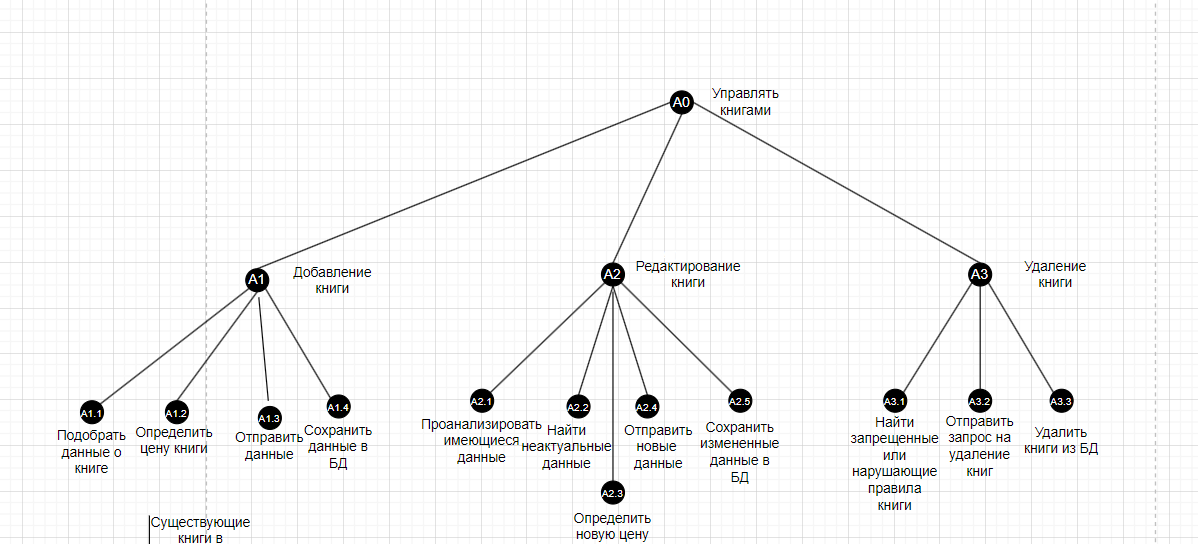 A0
Управлять
книгами
A1
Добавление
книги
A2
Редактирование
книги
A3
Удаление
книги
A1.1
Подобрать
данные о
книге
A1.2
Определить
цену книги
A1.3
Отправить
данные
A1.4
Сохранить
данные в
БД
A2.1
Проанализировать
имеющиеся
данные
A2.2
Найти
неактуальные
данные
A2.3
Определить
новую цену
A2.4
Отправить
новые
данные
A2.5
Сохранить
измененные
данные в
БД
A3.1
Найти
запрещенные
или
нарушающие
правила
книги
A3.2
Отправить
запрос на
удаление
книг
A3.3
Удалить
книги из БД
Существующие
книги в